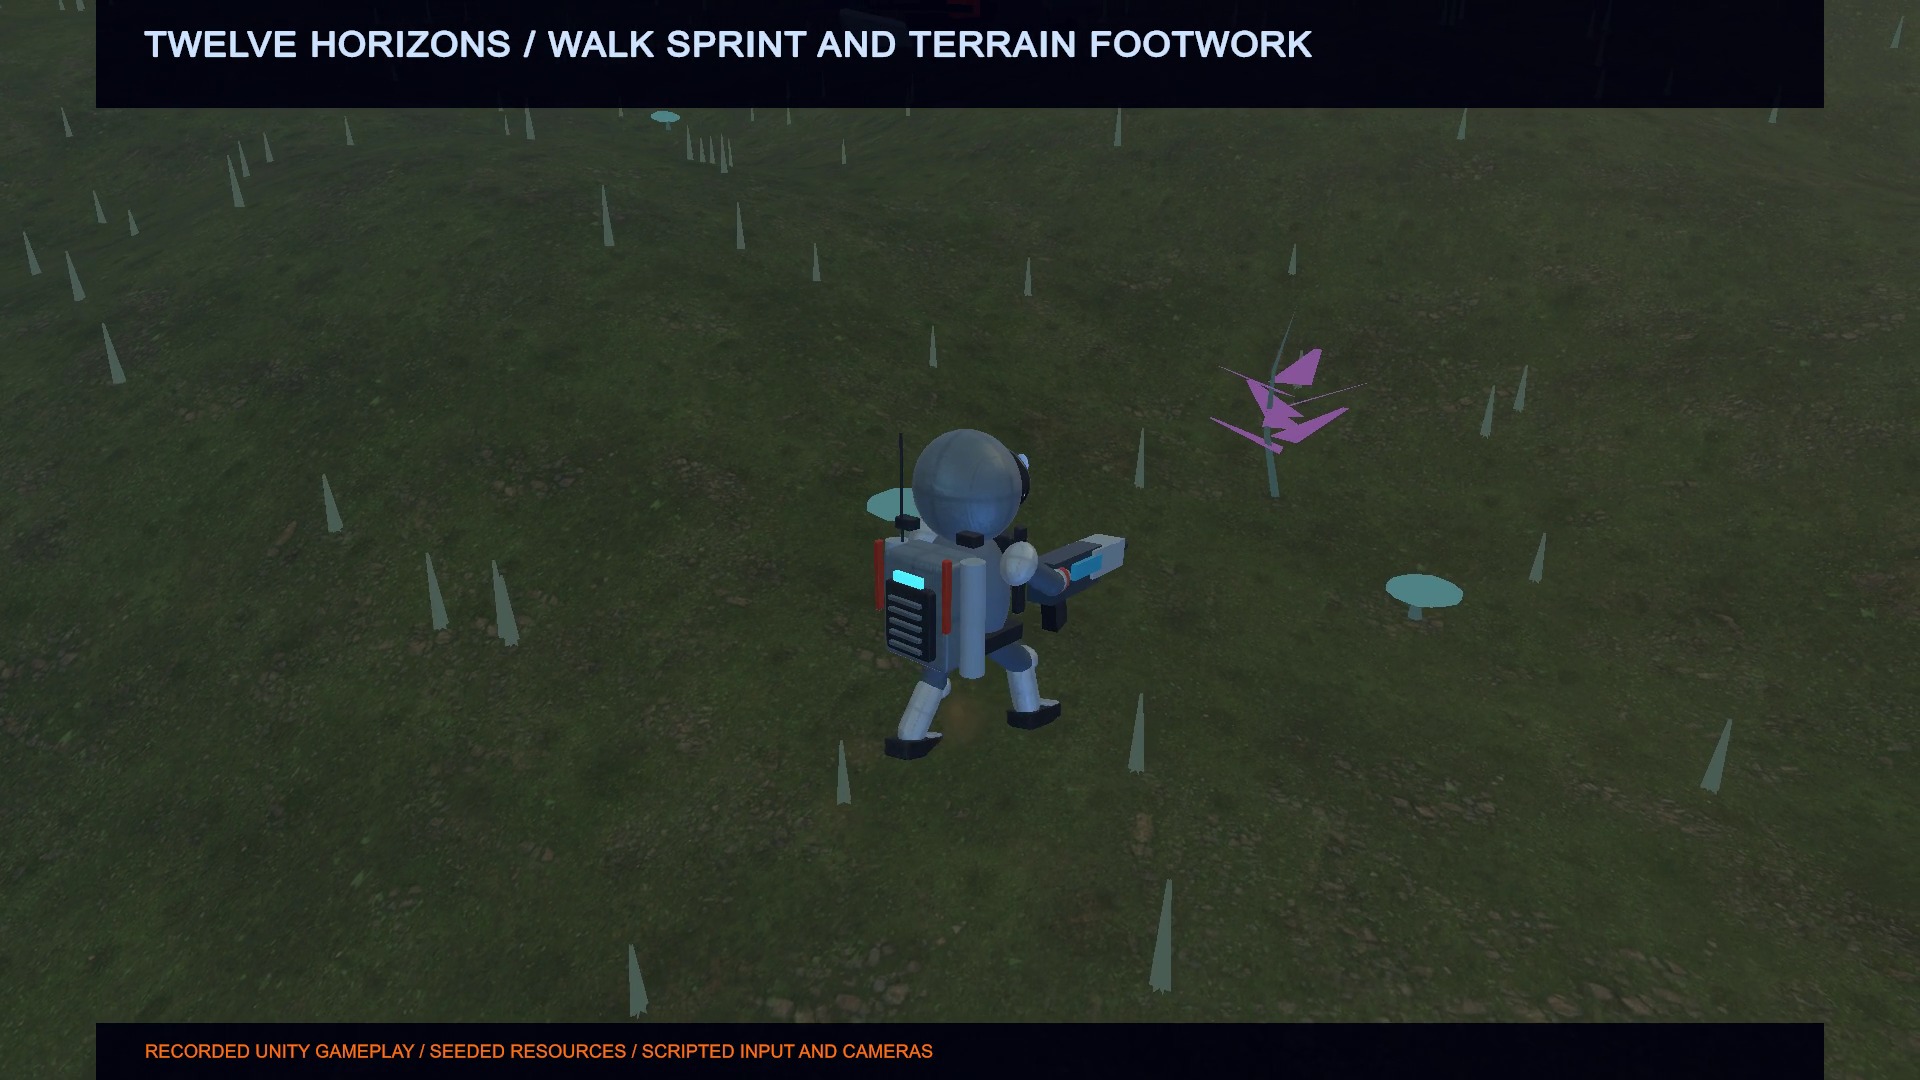 TWELVE HORIZONS / WALK SPRINT AND TERRAIN FOOTWORK
RECORDED UNITY GAMEPLAY / SEEDED RESOURCES / SCRIPTED INPUT AND CAMERAS